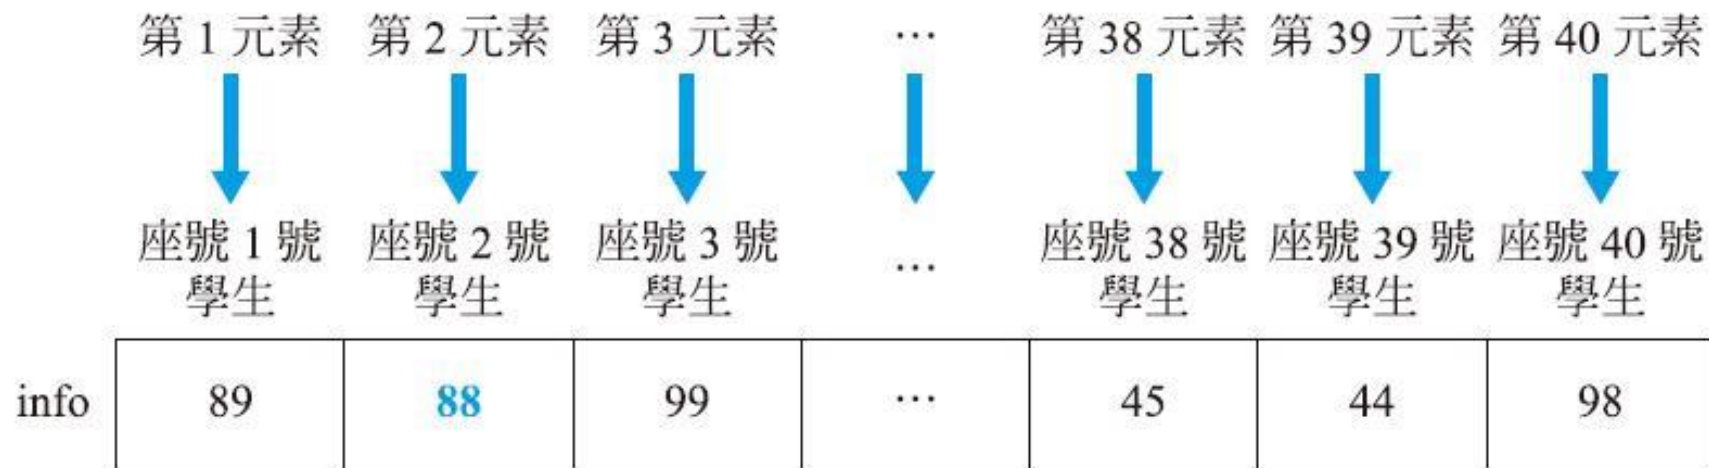 第 1 元素 第 2 元素 第 3 元素 … 第 38 元素 第 39 元素 第 40 元素
座號 1 號 座號 2 號 座號 3 號 … 座號 38 號 座號 39 號 座號 40 號
學生 學生 學生 學生 學生 學生
info 89 88 99 … 45 44 98